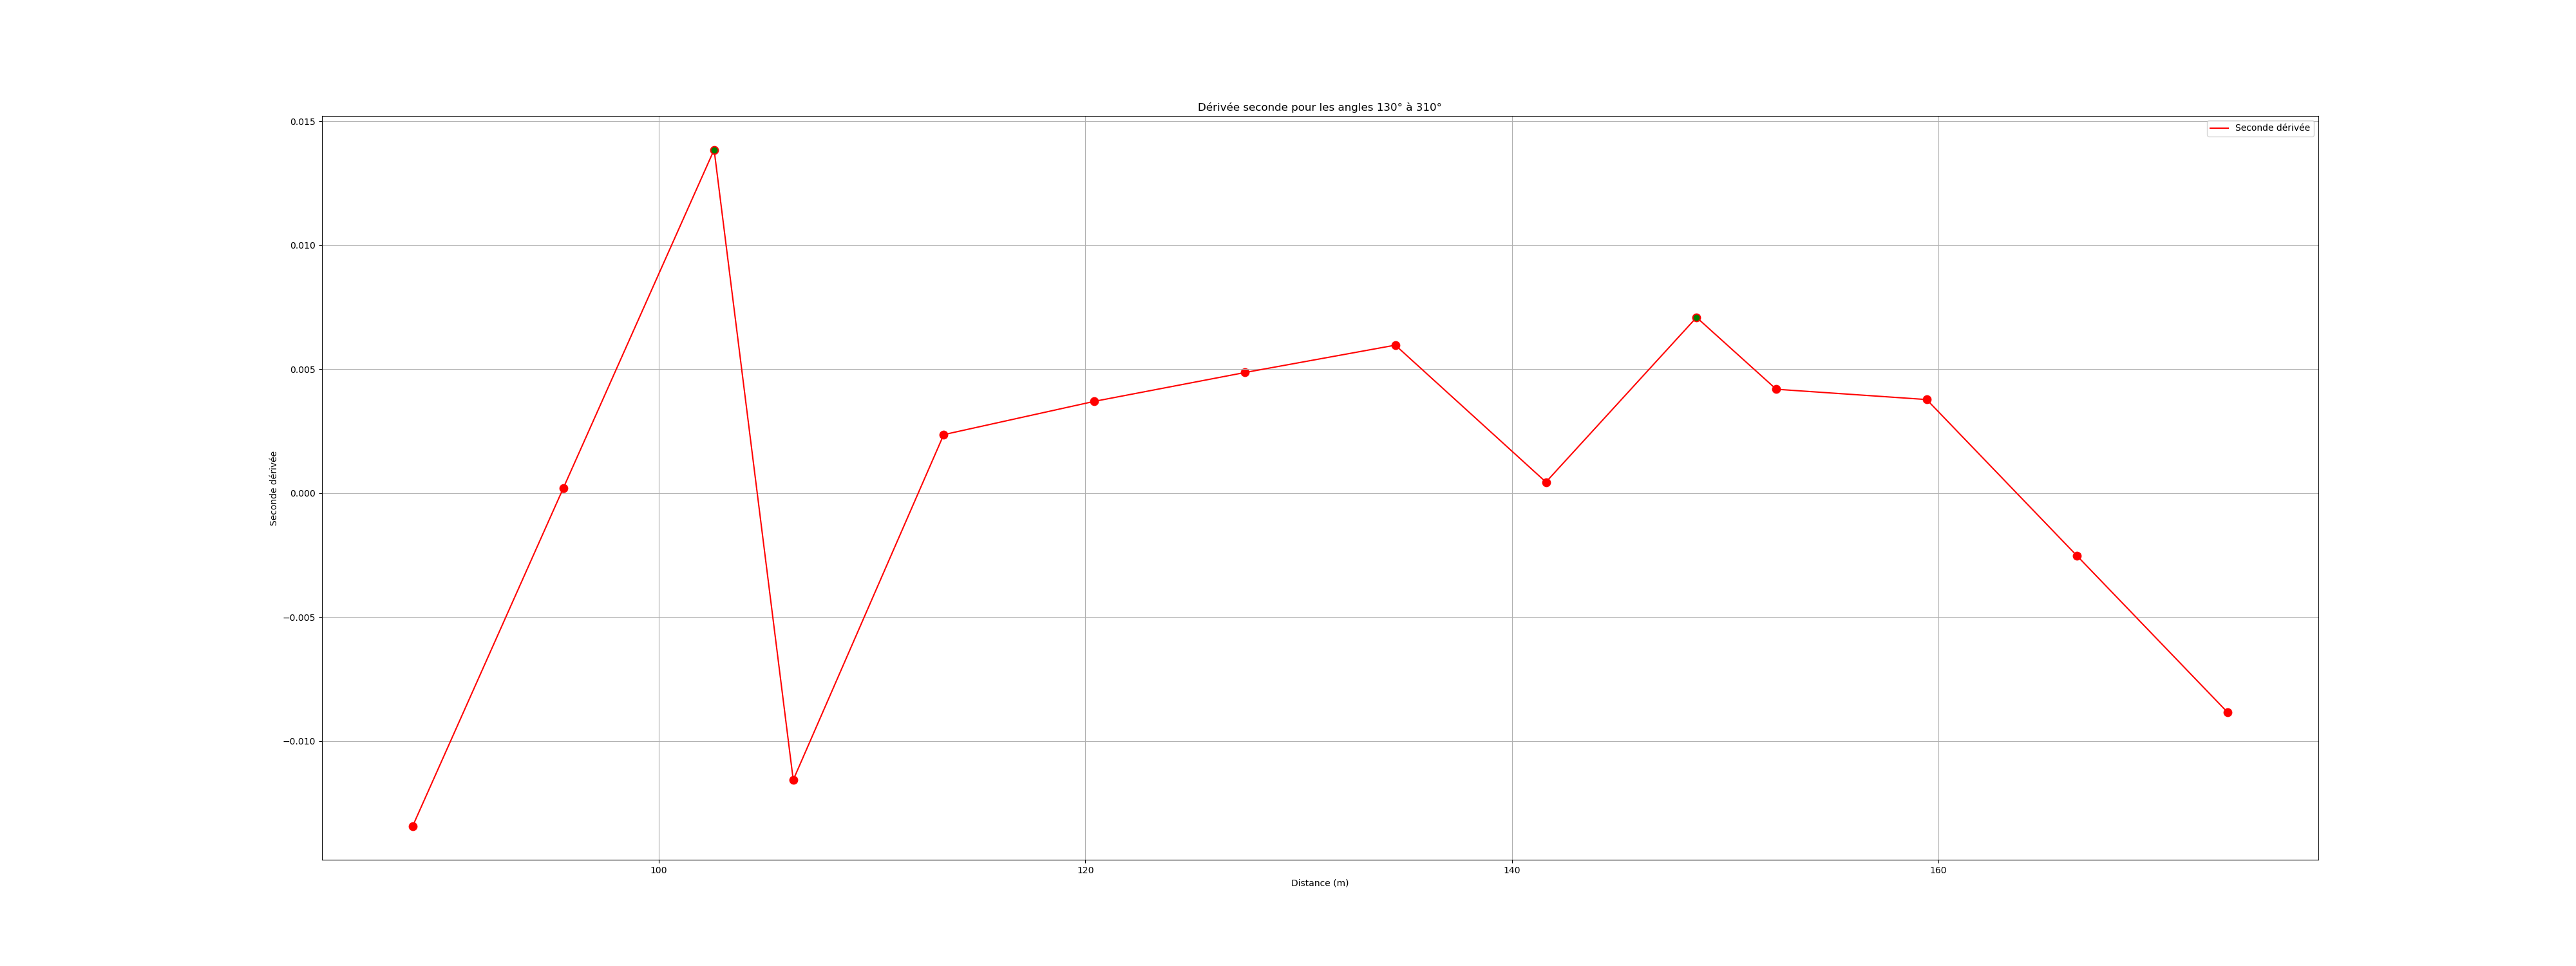 Dérivée seconde pour les angles 130° à 310°
Seconde dérivée
0.015
0.010
0.005
0.000
−0.005
−0.010
Seconde dérivée
100
120
140
160
Distance (m)